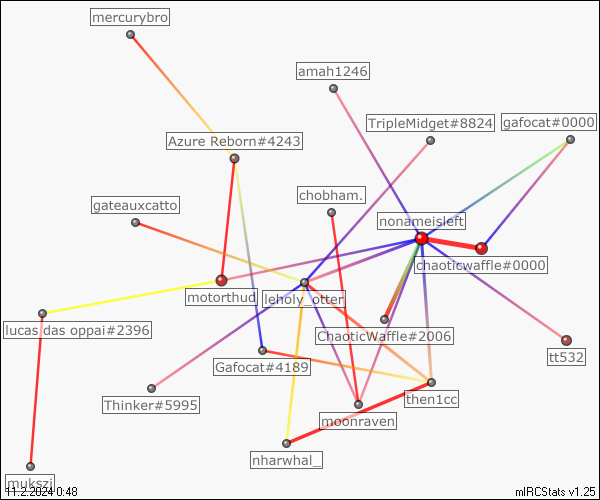 mercurybro
amah1246
TripleMidget#8824
gafocat#0000
Azure Reborn#4243
gateauxcatto
chobham.
nonameisleft
chaoticwaffle#0000
motorthud
leholy_otter
lucas das oppai#2396
ChaoticWaffle#2006
tt532
Gafocat#4189
Thinker#5995
then1cc
moonraven
nharwhal_
mukszi
11.2.2024 0:48
mIRCStats v1.25